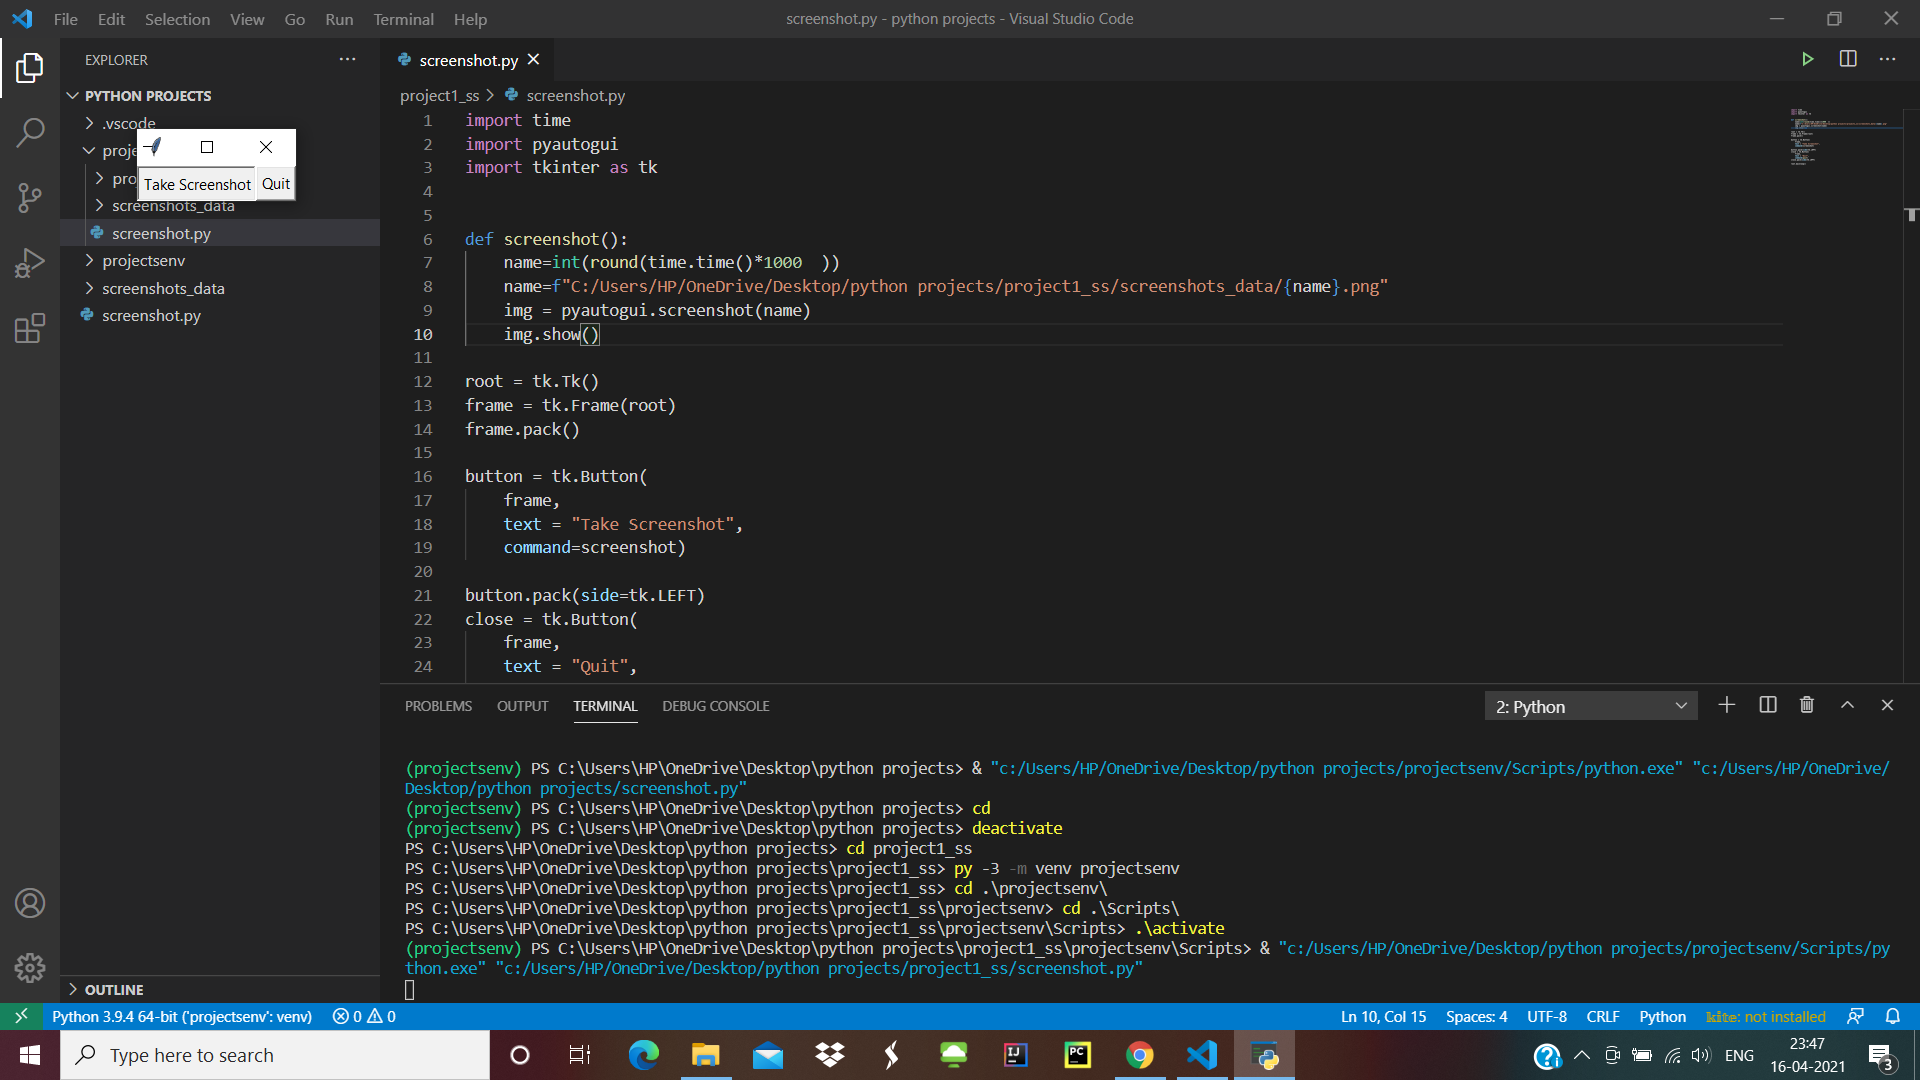 File Edit Selection View Go Run Terminal Help
screenshot.py - python projects - Visual Studio Code
EXPLORER
PYTHON PROJECTS
.vscode
proje
pro
Take Screenshot Quit
screenshots_data
screenshot.py
projectsenv
screenshots_data
screenshot.py
OUTLINE
screenshot.py
project1_ss > screenshot.py
1 import time
2 import pyautogui
3 import tkinter as tk
4
5
6 def screenshot():
7 name=int(round(time.time()*1000  ))
8 name=f"C:/Users/HP/OneDrive/Desktop/python projects/project1_ss/screenshots_data/{name}.png"
9 img = pyautogui.screenshot(name)
10 img.show()
11
12 root = tk.Tk()
13 frame = tk.Frame(root)
14 frame.pack()
15
16 button = tk.Button(
17 frame,
18 text = "Take Screenshot",
19 command=screenshot)
20
21 button.pack(side=tk.LEFT)
22 close = tk.Button(
23 frame,
24 text = "Quit",
PROBLEMS OUTPUT TERMINAL DEBUG CONSOLE
2: Python
(projectsenv) PS C:\Users\HP\OneDrive\Desktop\python projects> & "c:/Users/HP/OneDrive/Desktop/python projects/projectsenv/Scripts/python.exe" "c:/Users/HP/OneDrive/
Desktop/python projects/screenshot.py"
(projectsenv) PS C:\Users\HP\OneDrive\Desktop\python projects> cd
(projectsenv) PS C:\Users\HP\OneDrive\Desktop\python projects> deactivate
PS C:\Users\HP\OneDrive\Desktop\python projects> cd project1_ss
PS C:\Users\HP\OneDrive\Desktop\python projects\project1_ss> py -3 -m venv projectsenv
PS C:\Users\HP\OneDrive\Desktop\python projects\project1_ss> cd .\projectsenv\
PS C:\Users\HP\OneDrive\Desktop\python projects\project1_ss\projectsenv> cd .\Scripts\
PS C:\Users\HP\OneDrive\Desktop\python projects\project1_ss\projectsenv\Scripts> .\activate
(projectsenv) PS C:\Users\HP\OneDrive\Desktop\python projects\project1_ss\projectsenv\Scripts> & "c:/Users/HP/OneDrive/Desktop/python projects/projectsenv/Scripts/py
thon.exe" "c:/Users/HP/OneDrive/Desktop/python projects/project1_ss/screenshot.py"
Python 3.9.4 64-bit ('projectsenv': venv) 0 0
Ln 10, Col 15 Spaces: 4 UTF-8 CRLF Python kite: not installed
Type here to search
IJ
PC
ENG
23:47
16-04-2021
3